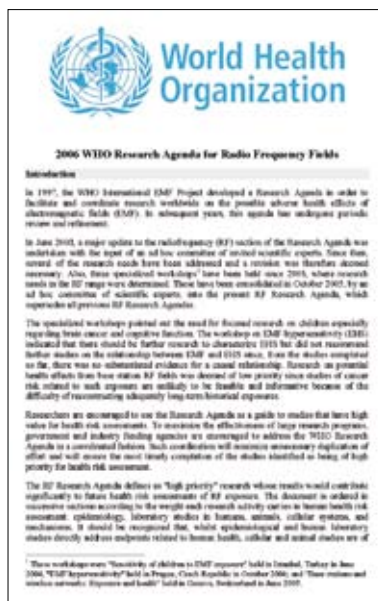 World Health
Organization
2006 WHO Research Agenda for Radio Frequency Fields
Introduction
In 1997, the WHO International EMF Project developed a Research Agenda in order to
facilitate and coordinate research worldwide on the possible adverse health effects of
electromagnetic fields (EMF). In subsequent years, this agenda has undergone periodic
review and refinement.
In June 2003, a major update to the radiofrequency (RF) section of the Research Agenda was
undertaken with the input of an ad hoc committee of invited scientific experts. Since then,
several of the research needs have been addressed and a revision was therefore deemed
necessary. Also, three specialized workshops¹ have been held since 2003, where research
needs in the RF range were determined. These have been consolidated in October 2005, by an
ad hoc committee of scientific experts, into the present RF Research Agenda, which
supersedes all previous RF Research Agendas.
The specialized workshops pointed out the need for focused research on children especially
regarding brain cancer and cognitive function. The workshop on EMF hypersensitivity (EHS)
indicated that there should be further research to characterize EHS but did not recommend
further studies on the relationship between EMF and EHS since, from the studies completed
so far, there was no substantial evidence for a causal relationship. Research on potential
health effects from base station RF fields was deemed of low priority since studies of cancer
risk related to such exposure are unlikely to be feasible and informative because of the
difficulty of reconstructing adequately long-term historical exposures.
Researchers are encouraged to use the Research Agenda as a guide to studies that have high
value for health risk assessments. To maximize the effectiveness of large research programs,
government and industry funding agencies are encouraged to address the WHO Research
Agenda in a coordinated fashion. Such coordination will minimize unnecessary duplication of
effort and will ensure the most timely completion of the studies identified as being of high
priority for health risk assessment.
The RF Research Agenda defines as "high priority" research whose results would contribute
significantly to future health risk assessments of RF exposure. The document is ordered in
successive sections according to the weight each research activity carries in human health risk
assessment: epidemiology, laboratory studies in humans, animals, cellular systems, and
mechanisms. It should be recognized that, whilst epidemiological and human laboratory
studies directly address endpoints related to human health, cellular and animal studies are of
¹ These workshops were "Sensitivity of children to EMF exposure" held in Istanbul, Turkey in June
2004, "EMF hypersensitivity" held in Prague, Czech Republic in October 2004; and "Base stations and
wireless networks: Exposures and health" held in Geneva, Switzerland in June 2005.